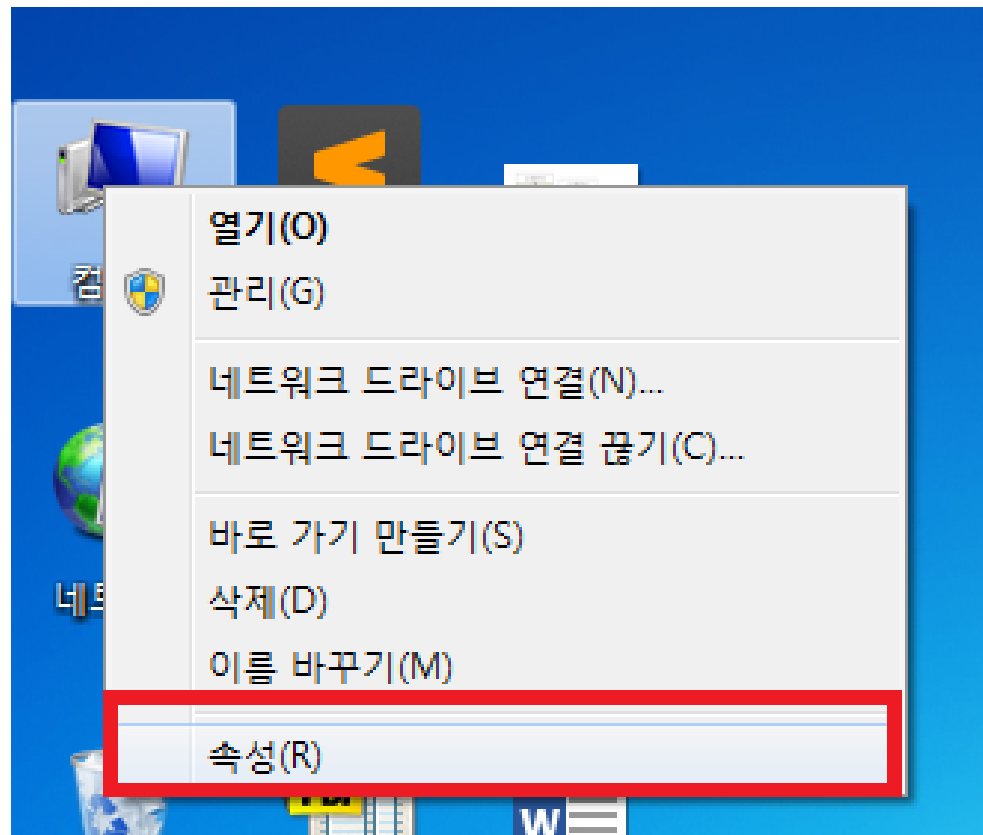 열기(O)
관리(G)
네트워크 드라이브 연결(N)...
네트워크 드라이브 연결 끊기(C)...
바로 가기 만들기(S)
삭제(D)
이름 바꾸기(M)
속성(R)
컴
네
W